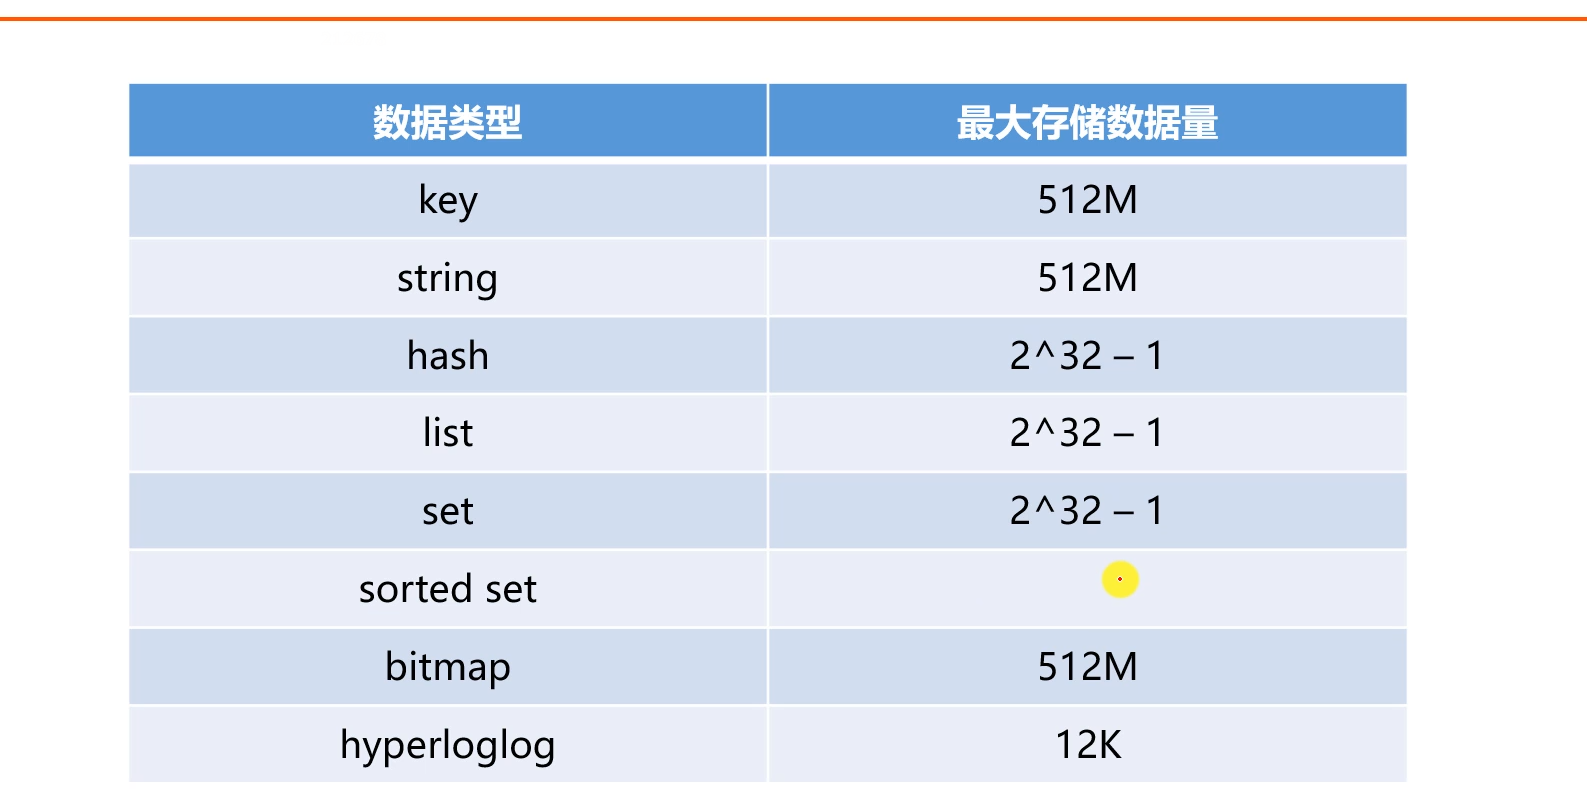 数据类型 最大存储数据量
key 512M
string 512M
hash 2^32 – 1
list 2^32 – 1
set 2^32 – 1
sorted set
bitmap 512M
hyperloglog 12K